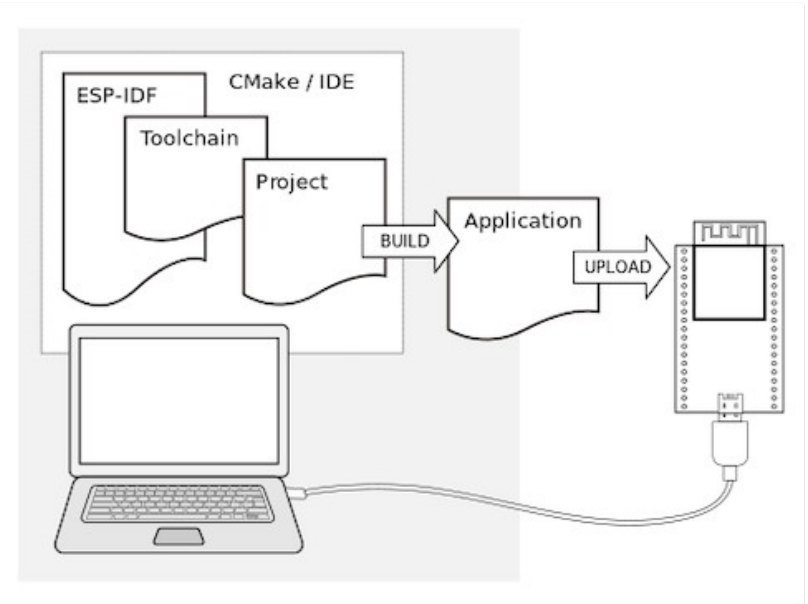 ESP-IDF
CMake / IDE
Toolchain
Project
BUILD
Application
UPLOAD